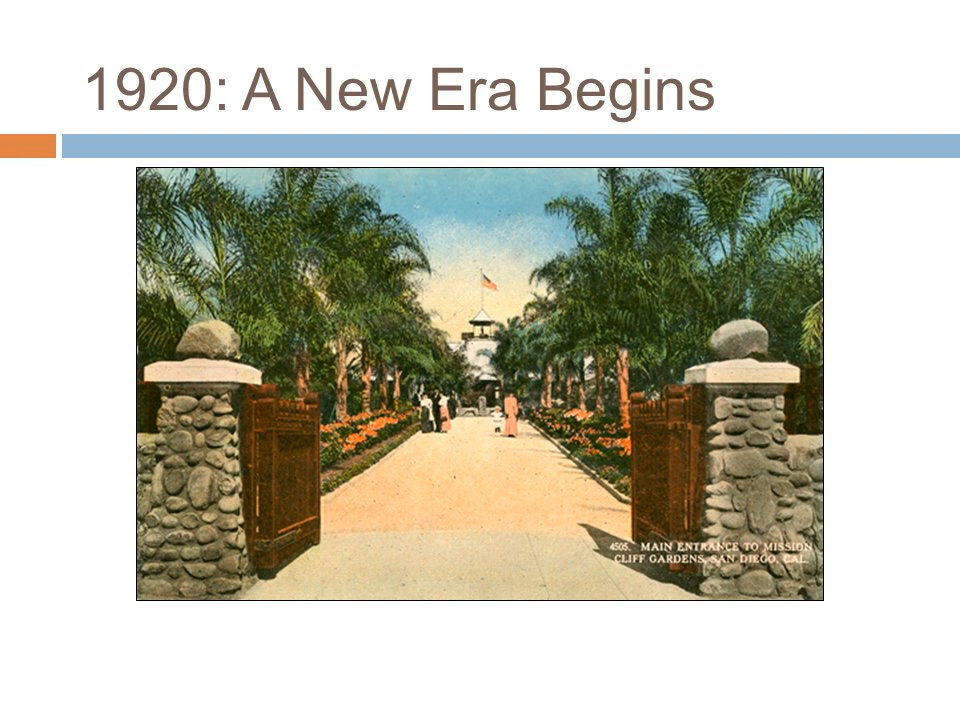 1920: A New Era Begins
4505. MAIN ENTRANCE TO MISSION
CLIFF GARDENS, SAN DIEGO, CAL.